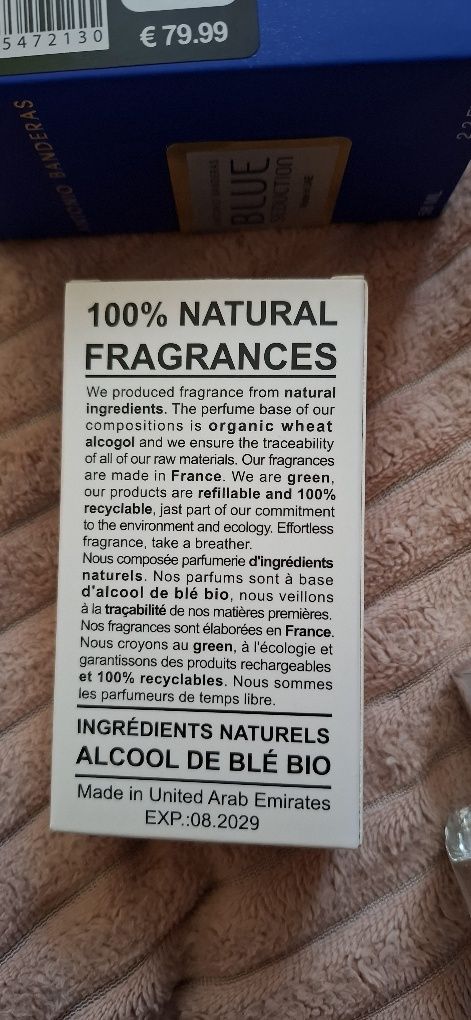 5472130
€ 79.99
ANTONIO BANDERAS
BLUE
SEDUCTION
100% NATURAL
FRAGRANCES
We produced fragrance from natural
ingredients. The perfume base of our
compositions is organic wheat
alcogol and we ensure the traceability
of all of our raw materials. Our fragrances
are made in France. We are green,
our products are refillable and 100%
recyclable, jast part of our commitment
to the environment and ecology. Effortless
fragrance, take a breather.
Nous composée parfumerie d'ingrédients
naturels. Nos parfums sont à base
d'alcool de blé bio, nous veillons
à la traçabilité de nos matières premières.
Nos fragrances sont élaborées en France.
Nous croyons au green, à l'écologie et
garantissons des produits rechargeables
et 100% recyclables. Nous sommes
les parfumeurs de temps libre.
INGRÉDIENTS NATURELS
ALCOOL DE BLÉ BIO
Made in United Arab Emirates
EXP.:08.2029